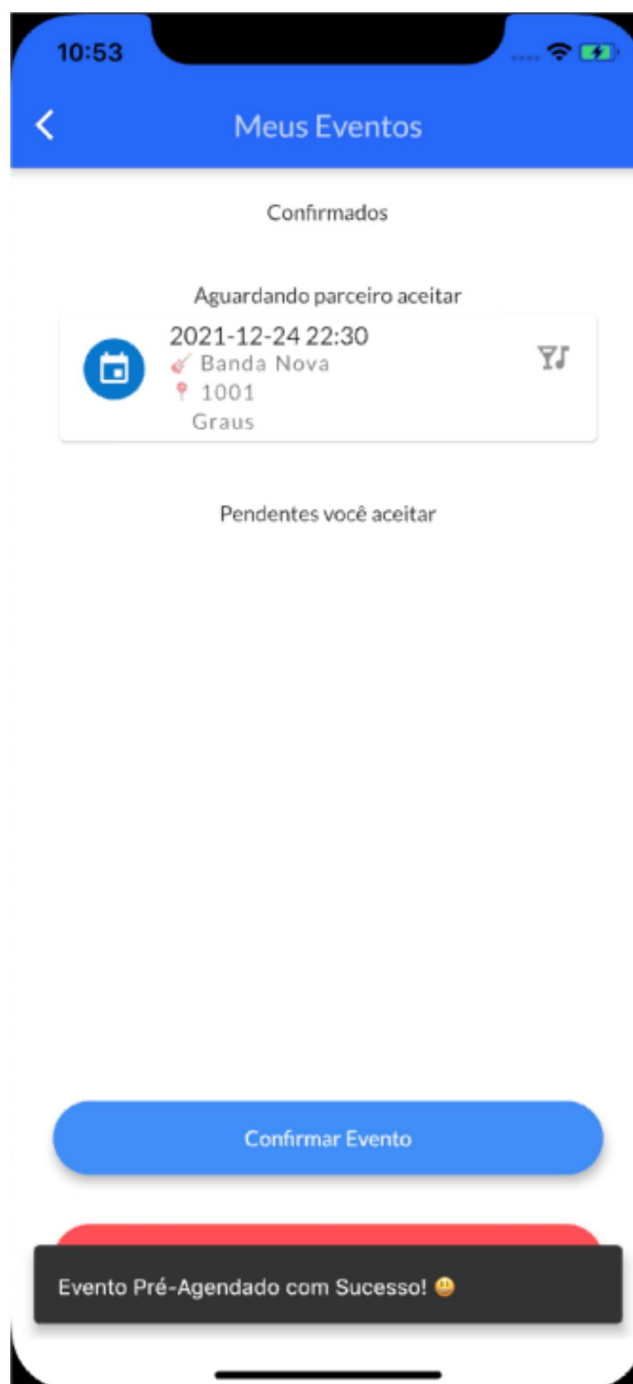 10:53
Meus Eventos
Confirmados
Aguardando parceiro aceitar
2021-12-24 22:30
🎸 Banda Nova
📍 1001
Graus
Pendentes você aceitar
Confirmar Evento
Evento Pré-Agendado com Sucesso! 😃